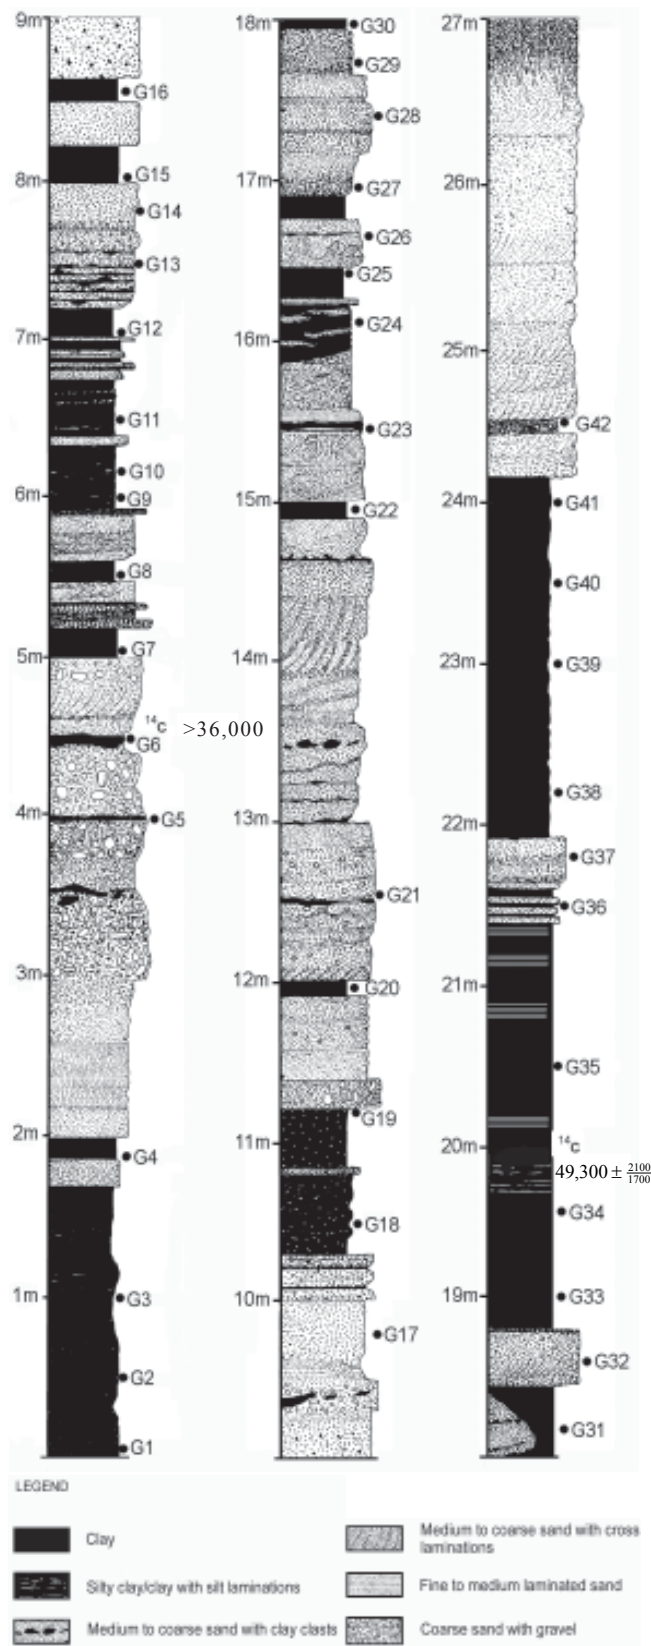 9m
G16
G15
8m
G14
G13
G12
7m
G11
G10
6m
G9
G8
5m
G7
14c
>36,000
G6
4m
G5
3m
2m
G4
1m
G3
G2
G1
18m
G30
G29
G28
17m
G27
G26
G25
16m
G24
G23
15m
G22
14m
13m
G21
12m
G20
G19
11m
G18
10m
G17
27m
26m
25m
G42
24m
G41
G40
23m
G39
G38
22m
G37
G36
21m
G35
20m
14c
49,300 ± 2100/1700
G34
19m
G33
G32
G31
LEGEND
Clay
Silty clay/clay with silt laminations
Medium to coarse sand with clay clasts
Medium to coarse sand with cross
laminations
Fine to medium laminated sand
Coarse sand with gravel